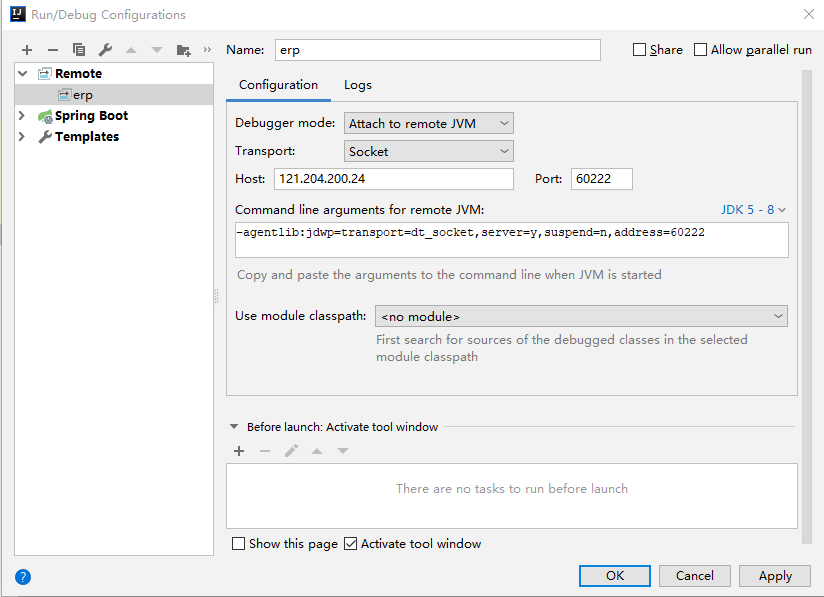 Run/Debug Configurations
Name: erp Share Allow parallel run
Remote
erp
Spring Boot
Templates
Configuration Logs
Debugger mode: Attach to remote JVM
Transport: Socket
Host: 121.204.200.24 Port: 60222
Command line arguments for remote JVM: JDK 5 - 8
-agentlib:jdwp=transport=dt_socket,server=y,suspend=n,address=60222
Copy and paste the arguments to the command line when JVM is started
Use module classpath: <no module>
First search for sources of the debugged classes in the selected
module classpath
Before launch: Activate tool window
There are no tasks to run before launch
Show this page Activate tool window
? OK Cancel Apply